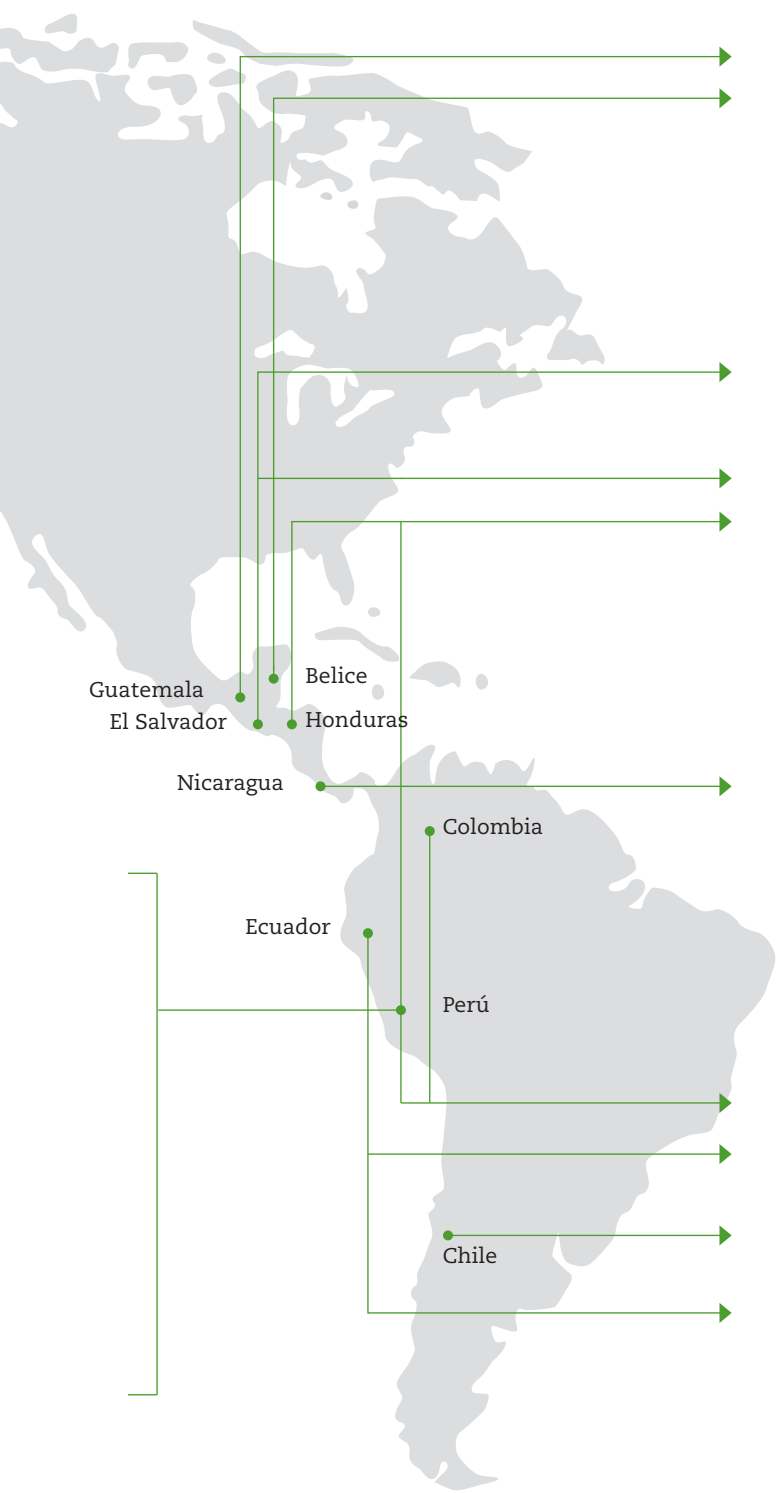 Belice
Guatemala
Honduras
El Salvador
Nicaragua
Colombia
Ecuador
Perú
Chile